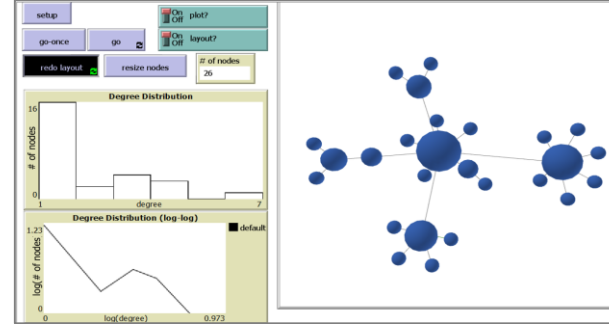 setup
On
Off
plot?
go-once
go
On
Off
layout?
redo layout
resize nodes
# of nodes
26
Degree Distribution
16
# of nodes
0
1
degree
7
Degree Distribution (log-log)
1.23
log(# of nodes)
0
0
log(degree)
0.973
default